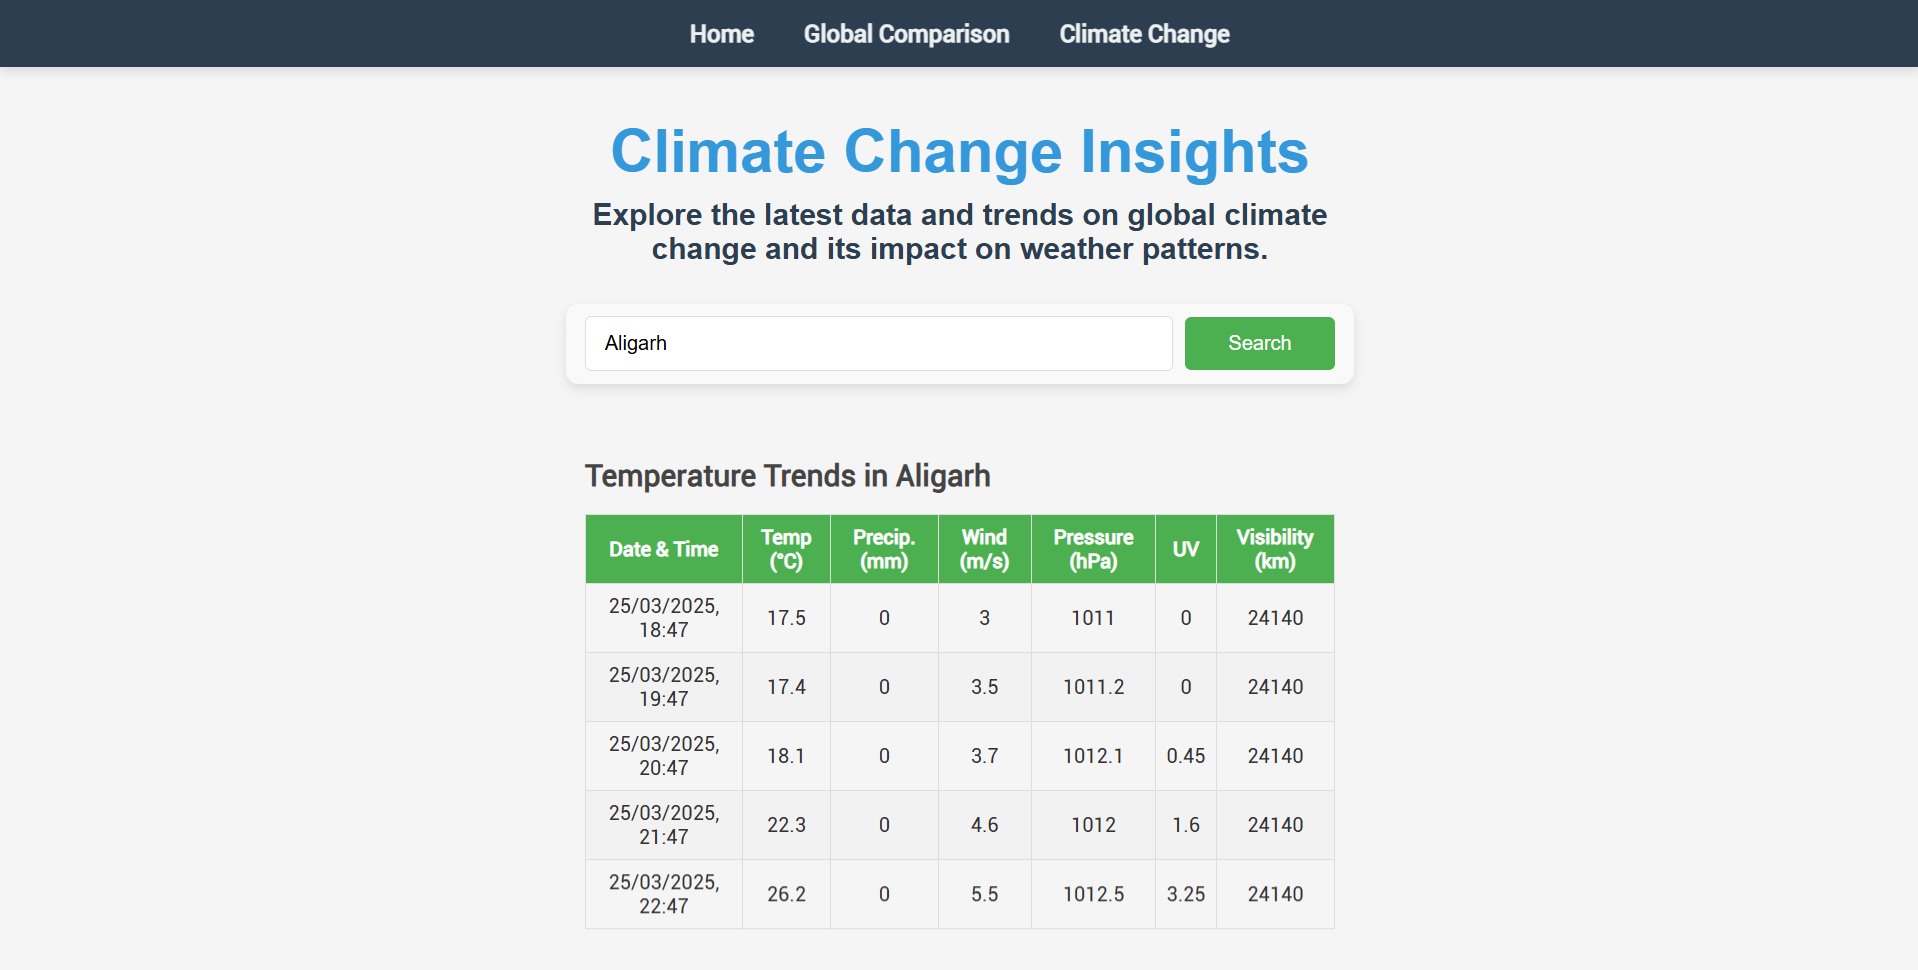 Home Global Comparison Climate Change
Climate Change Insights
Explore the latest data and trends on global climate
change and its impact on weather patterns.
Aligarh Search
Temperature Trends in Aligarh
Date & Time Temp (°C) Precip. (mm) Wind (m/s) Pressure (hPa) UV Visibility (km)
25/03/2025, 18:47 17.5 0 3 1011 0 24140
25/03/2025, 19:47 17.4 0 3.5 1011.2 0 24140
25/03/2025, 20:47 18.1 0 3.7 1012.1 0.45 24140
25/03/2025, 21:47 22.3 0 4.6 1012 1.6 24140
25/03/2025, 22:47 26.2 0 5.5 1012.5 3.25 24140